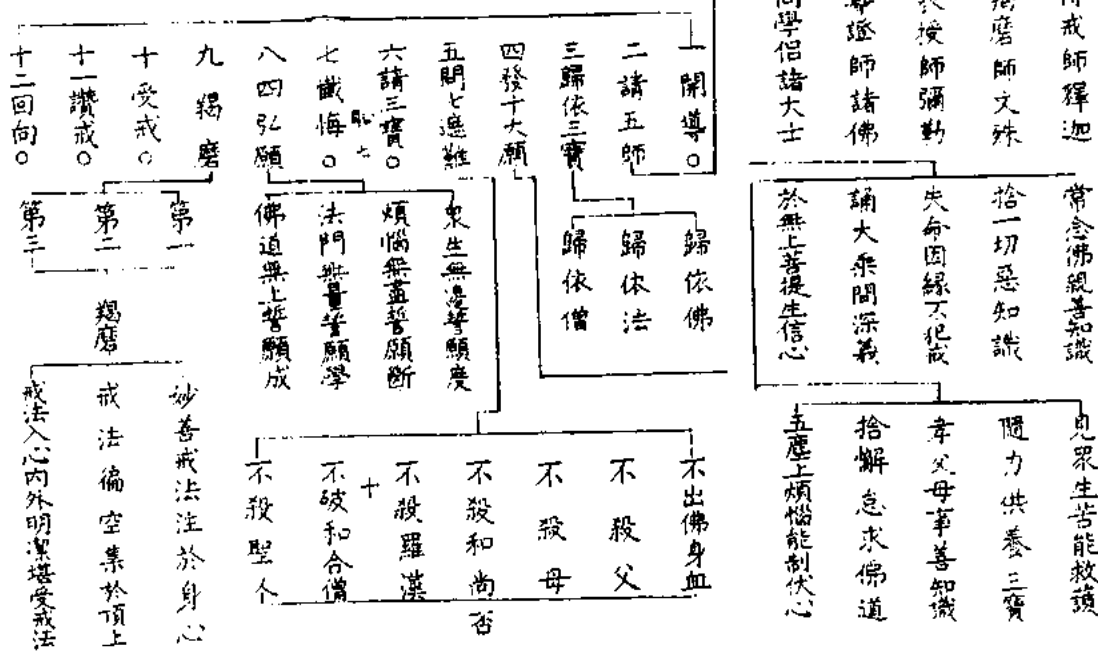 戒師釋迦
磨師文殊
授師彌勒
證師諸佛
同學侶諸大士
常念佛親善知識
捨一切惡知識
失命因緣不犯戒
誦大乘問深義
於無上菩提生信心
見眾生苦能救護
隨力供養三寶
孝父母事善知識
捨懈怠求佛道
五塵上煩惱能制伏心
開導○
二請五師
三歸依三寶
四發十大願
五問七遮難
六請三寶○
七懺悔○
八四弘願
九羯磨
十受戒○
十一讚戒○
十二回向○
歸依佛
歸依法
歸依僧
眾生無邊誓願度
煩惱無盡誓願斷
法門無量誓願學
佛道無上誓願成
第一
第二
第三
羯磨
不出佛身血
不殺父
不殺母
不殺和尚
不殺羅漢
十
不破和合僧
不殺聖人
否
妙善戒法注於身心
戒法徧空集於頂上
戒法入心內外明潔堪受戒法